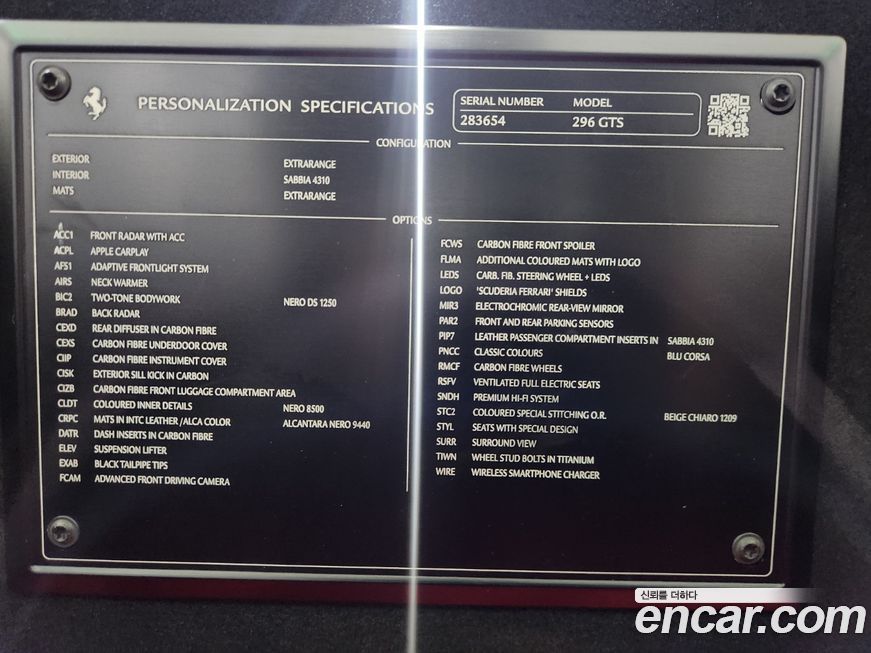 PERSONALIZATION SPECIFICATIONS
SERIAL NUMBER MODEL
283654 296 GTS
CONFIGURATION
EXTERIOR EXTRARANGE
INTERIOR SABBIA 4310
MATS EXTRARANGE
OPTIONS
ACC1 FRONT RADAR WITH ACC
ACPL APPLE CARPLAY
AFS1 ADAPTIVE FRONTLIGHT SYSTEM
AIRS NECK WARMER
BIC2 TWO-TONE BODYWORK NERO DS 1250
BRAD BACK RADAR
CEXD REAR DIFFUSER IN CARBON FIBRE
CEXS CARBON FIBRE UNDERDOOR COVER
CIIP CARBON FIBRE INSTRUMENT COVER
CISK EXTERIOR SILL KICK IN CARBON
CIZB CARBON FIBRE FRONT LUGGAGE COMPARTMENT AREA
CLDT COLOURED INNER DETAILS NERO 8500
CRPC MATS IN INTC LEATHER /ALCA COLOR ALCANTARA NERO 9440
DATR DASH INSERTS IN CARBON FIBRE
ELEV SUSPENSION LIFTER
EXAB BLACK TAILPIPE TIPS
FCAM ADVANCED FRONT DRIVING CAMERA
FCWS CARBON FIBRE FRONT SPOILER
FLMA ADDITIONAL COLOURED MATS WITH LOGO
LEDS CARB. FIB. STEERING WHEEL + LEDS
LOGO 'SCUDERIA FERRARI' SHIELDS
MIR3 ELECTROCHROMIC REAR-VIEW MIRROR
PAR2 FRONT AND REAR PARKING SENSORS
PIP7 LEATHER PASSENGER COMPARTMENT INSERTS IN SABBIA 4310
PNCC CLASSIC COLOURS BLU CORSA
RMCF CARBON FIBRE WHEELS
RSFV VENTILATED FULL ELECTRIC SEATS
SNDH PREMIUM HI-FI SYSTEM
STC2 COLOURED SPECIAL STITCHING O.R. BEIGE CHIARO 1209
STYL SEATS WITH SPECIAL DESIGN
SURR SURROUND VIEW
TIWN WHEEL STUD BOLTS IN TITANIUM
WIRE WIRELESS SMARTPHONE CHARGER
신뢰를 더하다
encar.com